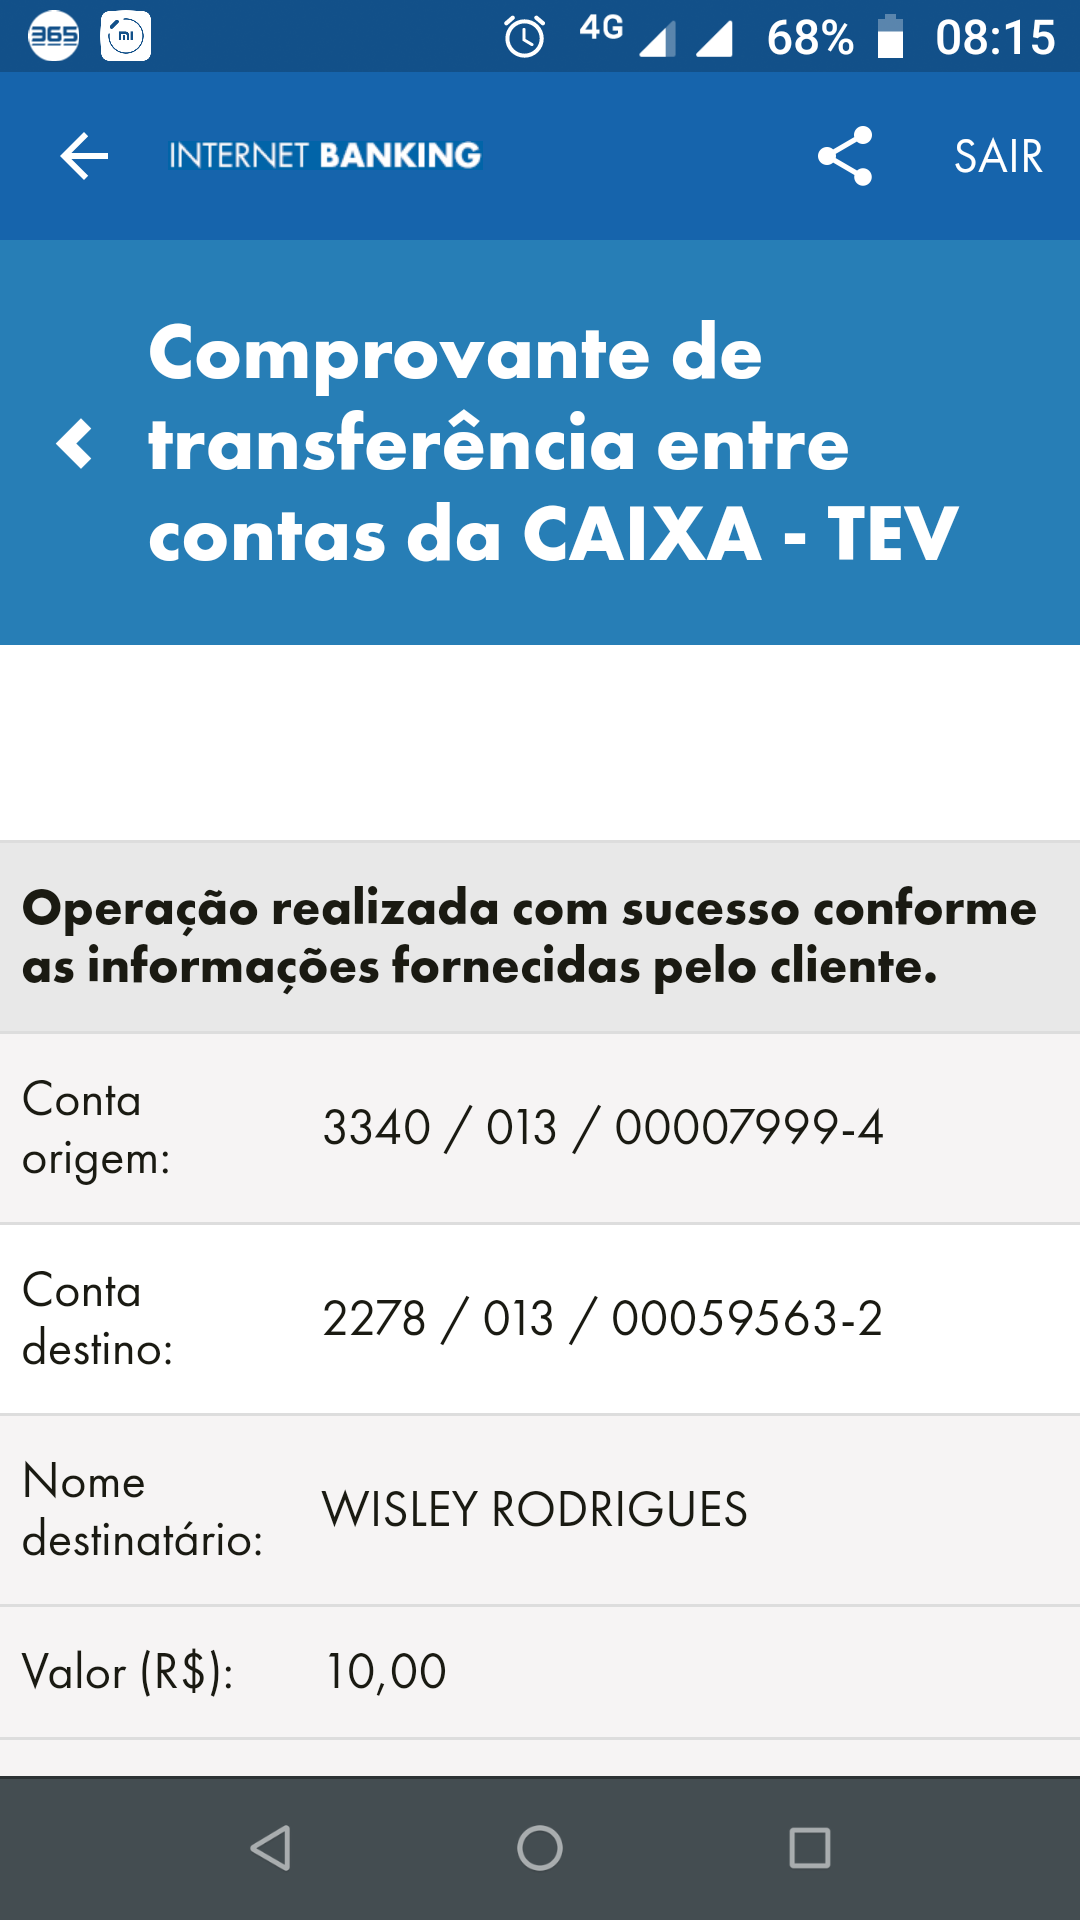 365 mi 4G 68% 08:15
INTERNET BANKING SAIR
Comprovante de
transferência entre
contas da CAIXA - TEV
Operação realizada com sucesso conforme
as informações fornecidas pelo cliente.
Conta
origem:
3340 / 013 / 00007999-4
Conta
destino:
2278 / 013 / 00059563-2
Nome
destinatário:
WISLEY RODRIGUES
Valor (R$): 10,00